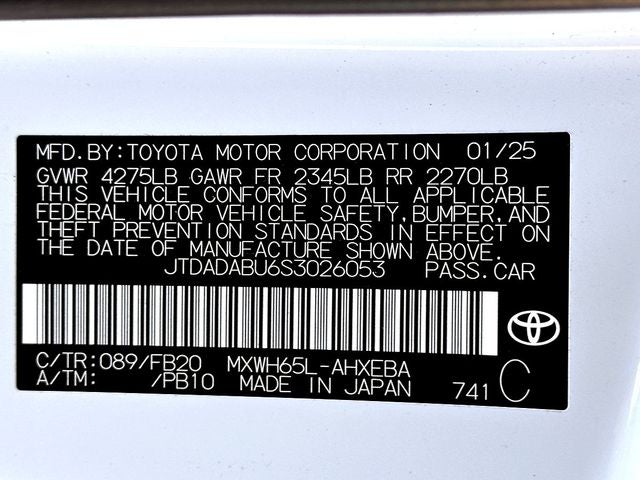 MFD.BY:TOYOTA MOTOR CORPORATION 01/25
GVWR 4275LB GAWR FR 2345LB RR 2270LB
THIS VEHICLE CONFORMS TO ALL APPLICABLE
FEDERAL MOTOR VEHICLE SAFETY,BUMPER,AND
THEFT PREVENTION STANDARDS IN EFFECT ON
THE DATE OF MANUFACTURE SHOWN ABOVE.
JTDADABU6S3026053 PASS.CAR
C/TR:089/FB20 MXWH65L-AHXEBA
A/TM: /PB10 MADE IN JAPAN 741 C